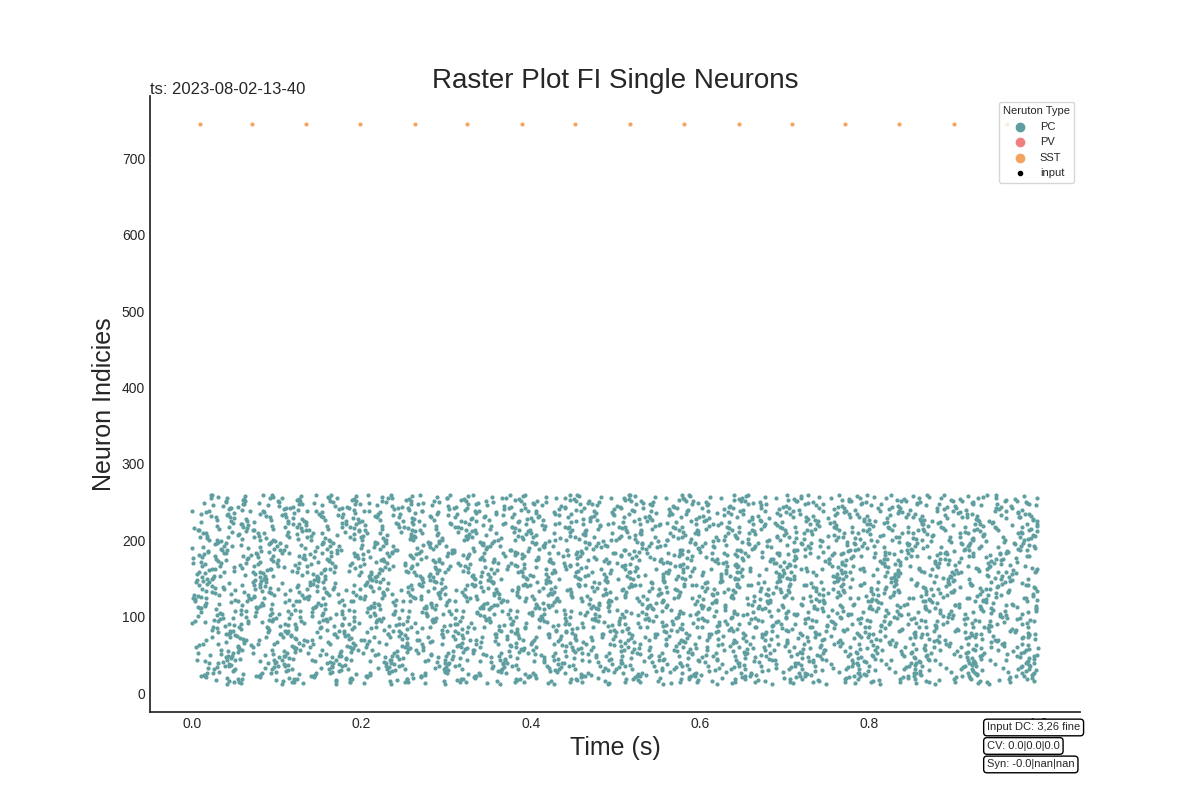 Raster Plot FI Single Neurons
ts: 2023-08-02-13-40
Neruton Type
PC
PV
SST
input
Neuron Indicies
700
600
500
400
300
200
100
0
0.0 0.2 0.4 0.6 0.8
Time (s)
Input DC: 3,26 fine
CV: 0.0|0.0|0.0
Syn: -0.0|nan|nan